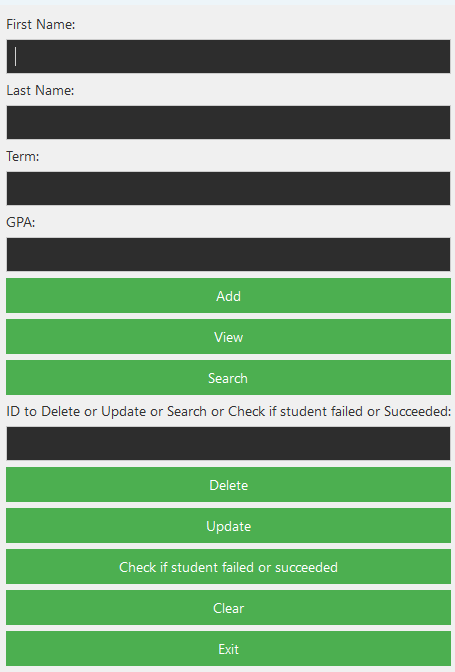 First Name:
Last Name:
Term:
GPA:
Add
View
Search
ID to Delete or Update or Search or Check if student failed or Succeeded:
Delete
Update
Check if student failed or succeeded
Clear
Exit